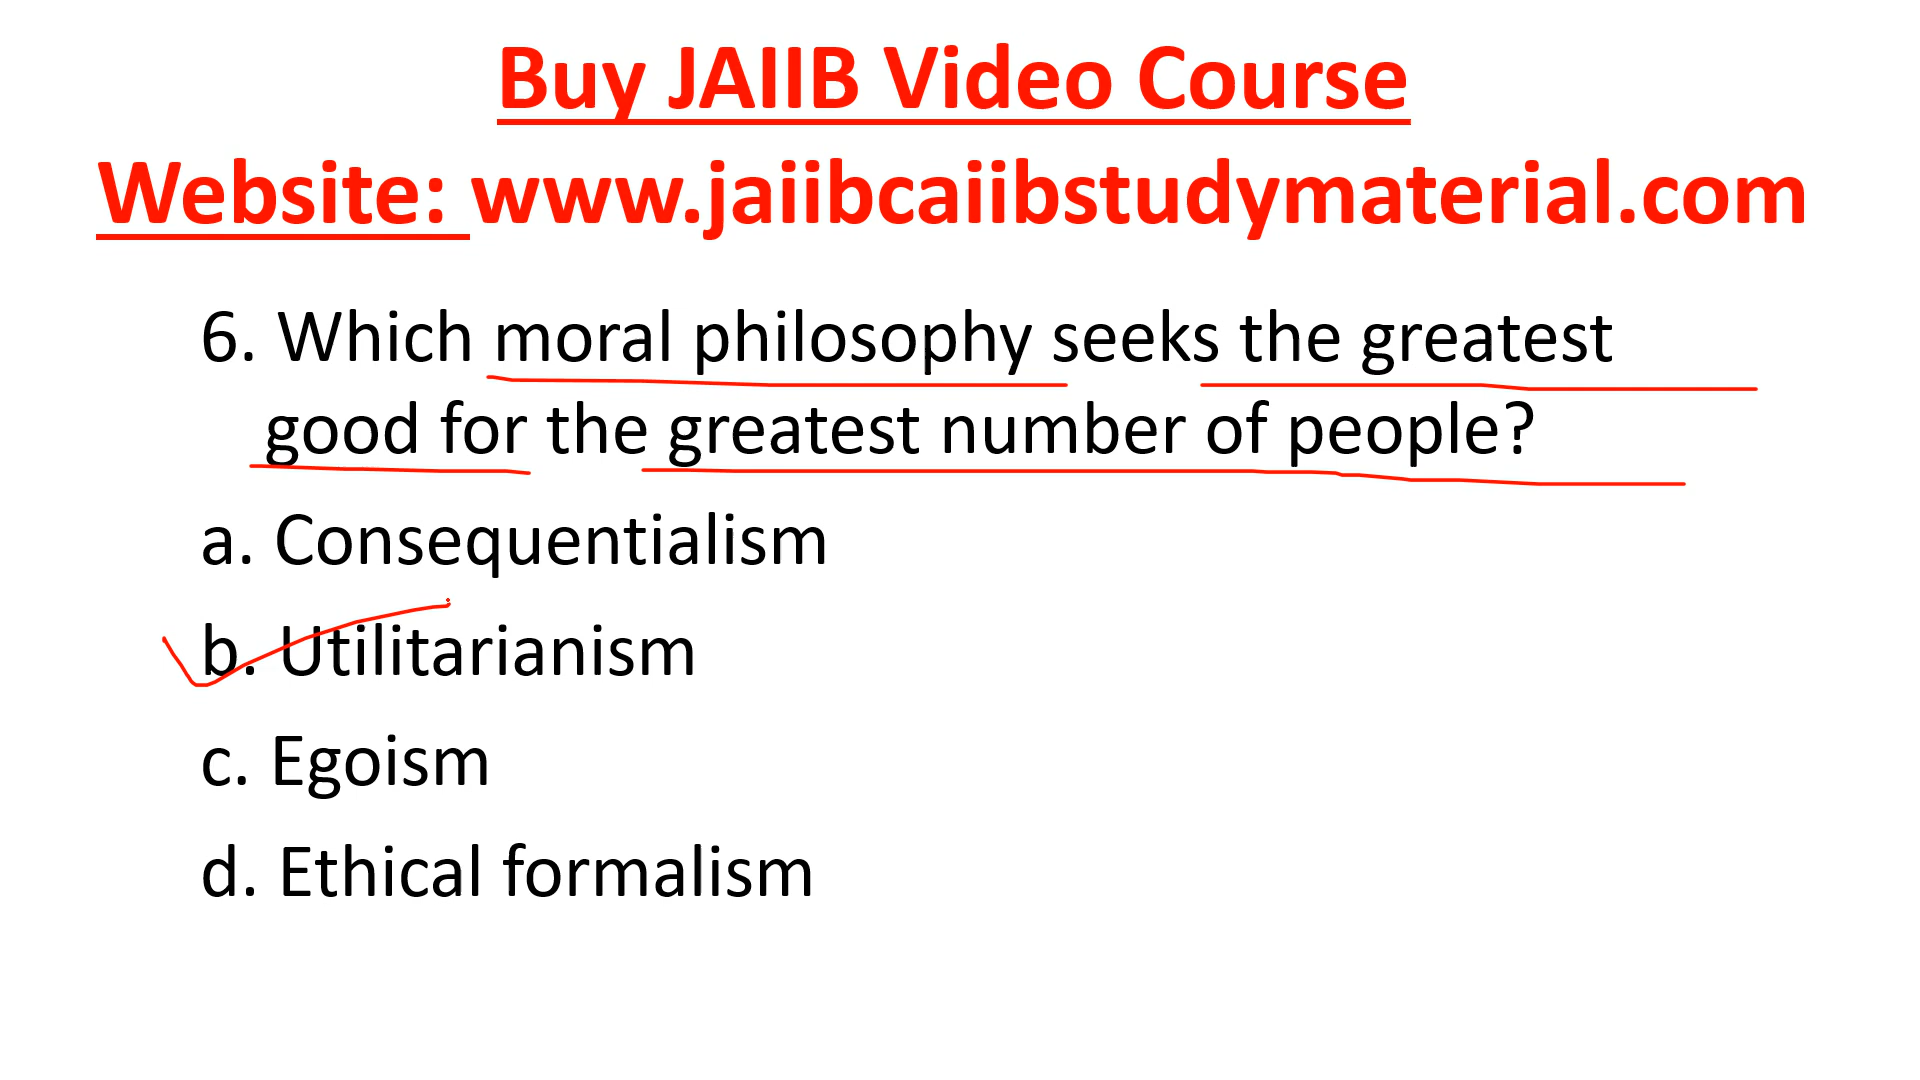 Buy JAIIB Video Course
Website: www.jaiibcaiibstudymaterial.com
6. Which moral philosophy seeks the greatest
good for the greatest number of people?
a. Consequentialism
b. Utilitarianism
c. Egoism
d. Ethical formalism